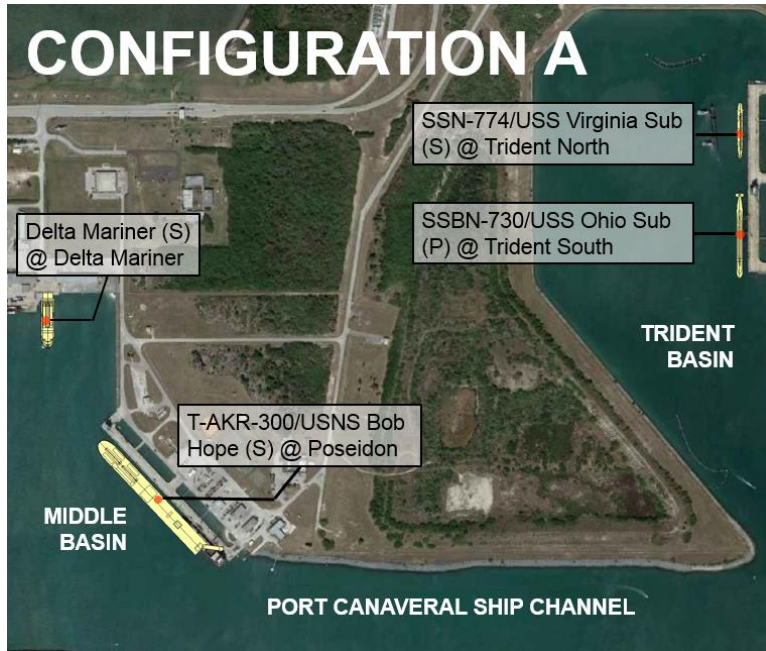 CONFIGURATION A
SSN-774/USS Virginia Sub
(S) @ Trident North
SSBN-730/USS Ohio Sub
(P) @ Trident South
Delta Mariner (S)
@ Delta Mariner
TRIDENT
BASIN
T-AKR-300/USNS Bob
Hope (S) @ Poseidon
MIDDLE
BASIN
PORT CANAVERAL SHIP CHANNEL